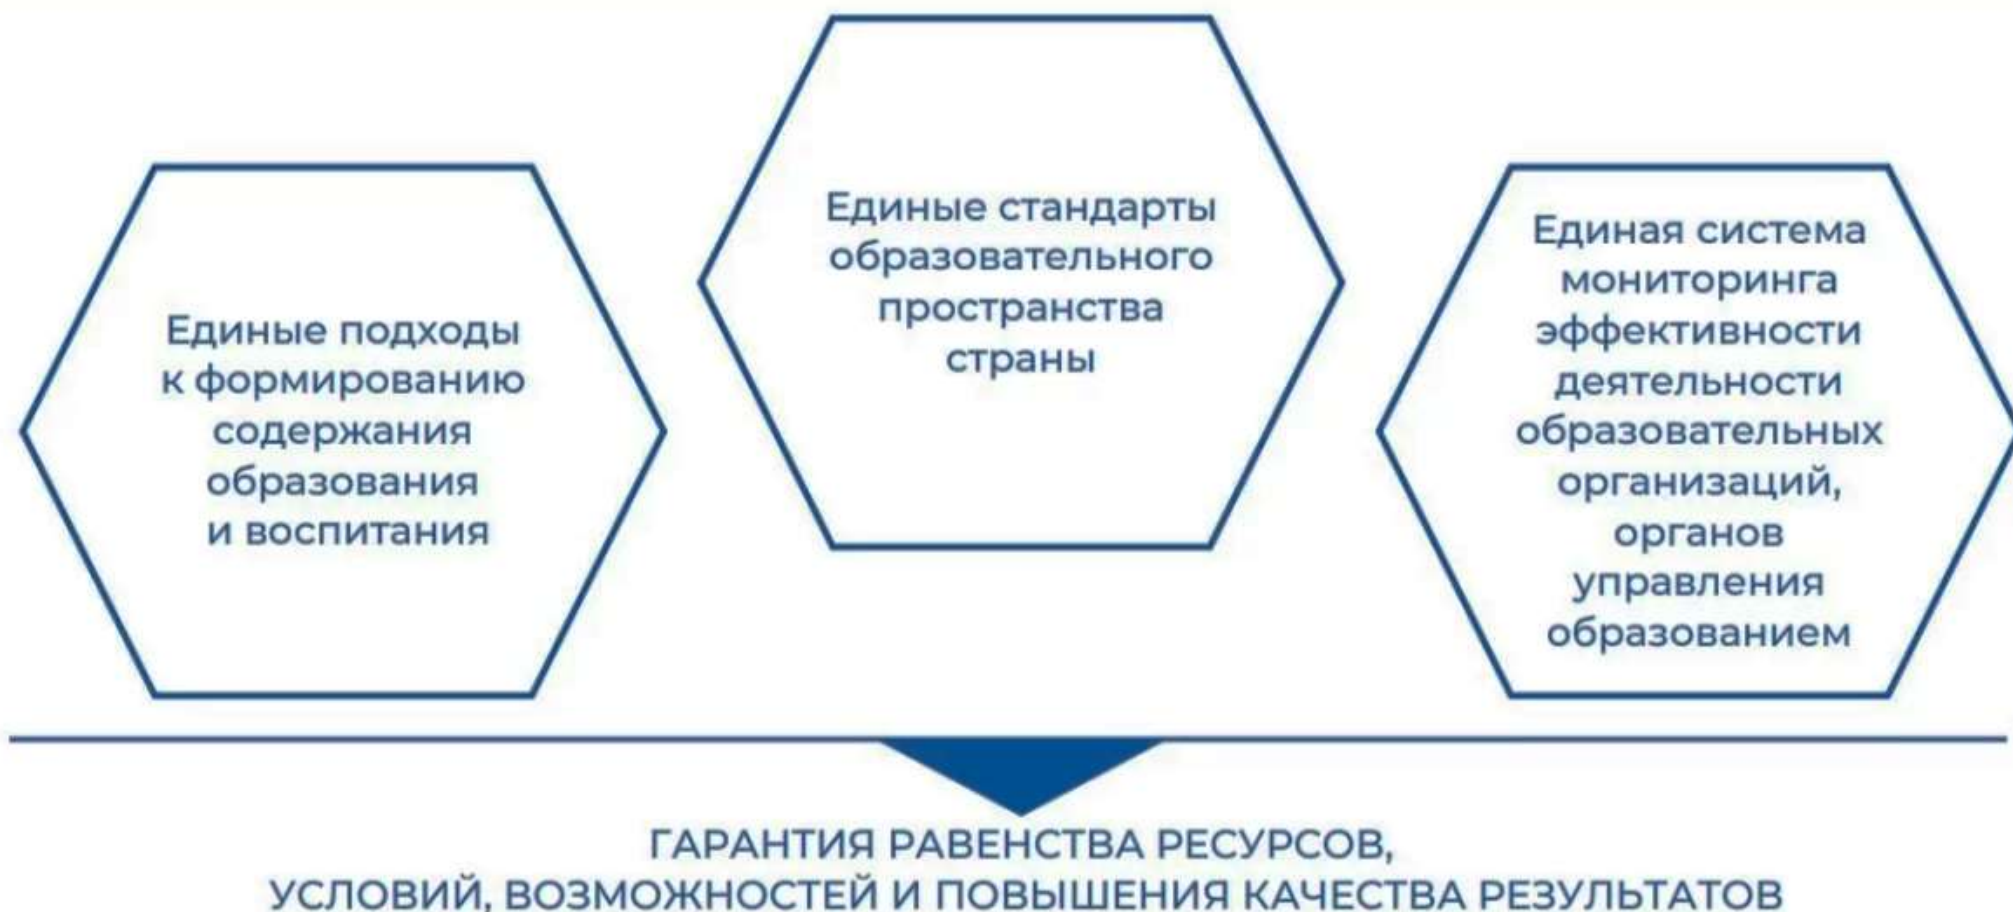 Единые подходы
к формированию
содержания
образования
и воспитания
Единые стандарты
образовательного
пространства
страны
Единая система
мониторинга
эффективности
деятельности
образовательных
организаций,
органов
управления
образованием
ГАРАНТИЯ РАВЕНСТВА РЕСУРСОВ,
УСЛОВИЙ, ВОЗМОЖНОСТЕЙ И ПОВЫШЕНИЯ КАЧЕСТВА РЕЗУЛЬТАТОВ